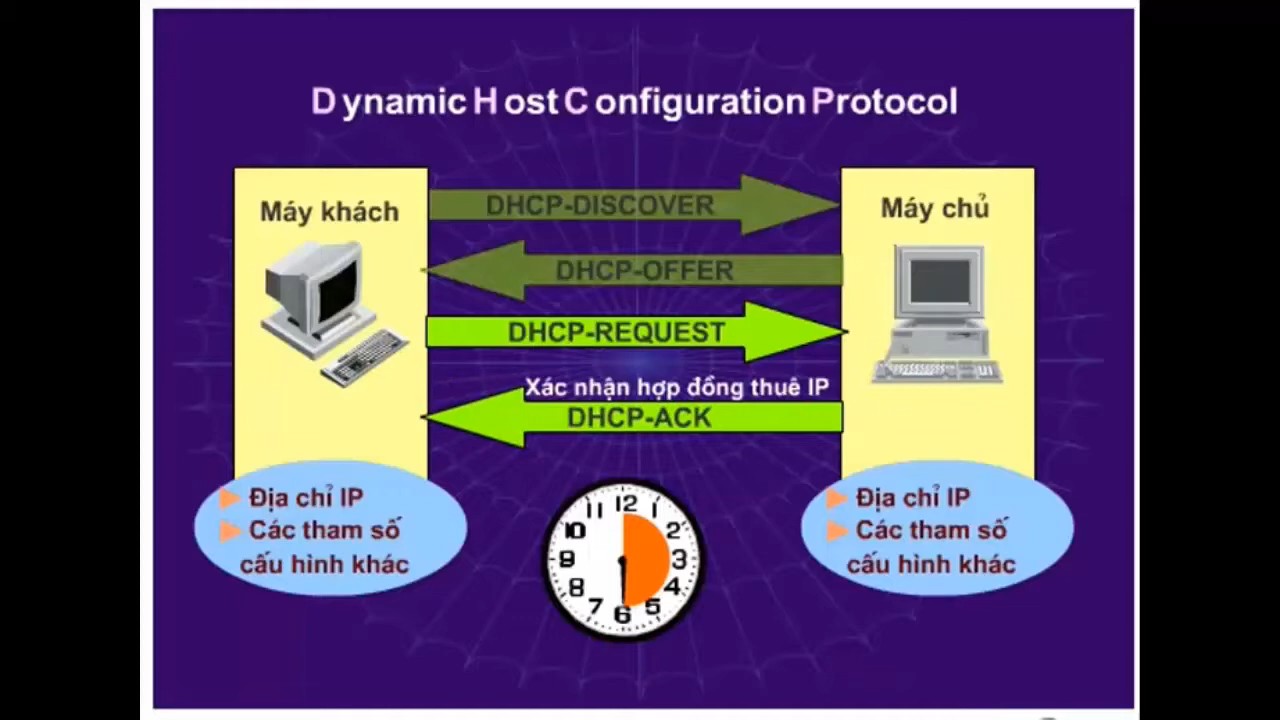 Dynamic Host Configuration Protocol
Máy khách
Máy chủ
DHCP-DISCOVER
DHCP-OFFER
DHCP-REQUEST
Xác nhận hợp đồng thuê IP
DHCP-ACK
Địa chỉ IP
Các tham số
cấu hình khác
Địa chỉ IP
Các tham số
cấu hình khác
12
1
2
3
4
5
6
7
8
9
10
11